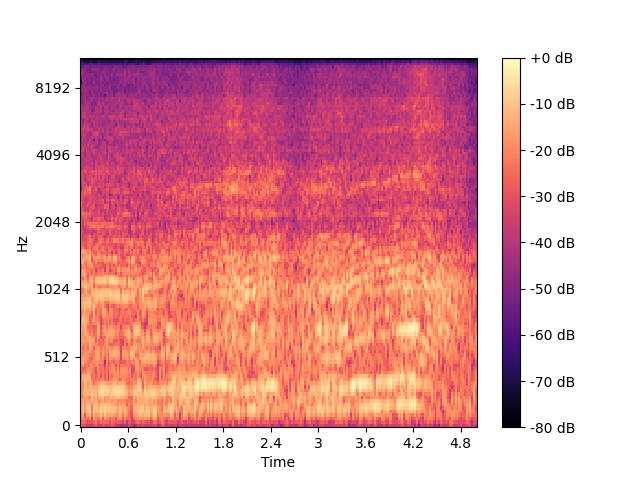 8192
4096
2048
1024
512
0
Hz
0 0.6 1.2 1.8 2.4 3 3.6 4.2 4.8
Time
+0 dB
-10 dB
-20 dB
-30 dB
-40 dB
-50 dB
-60 dB
-70 dB
-80 dB